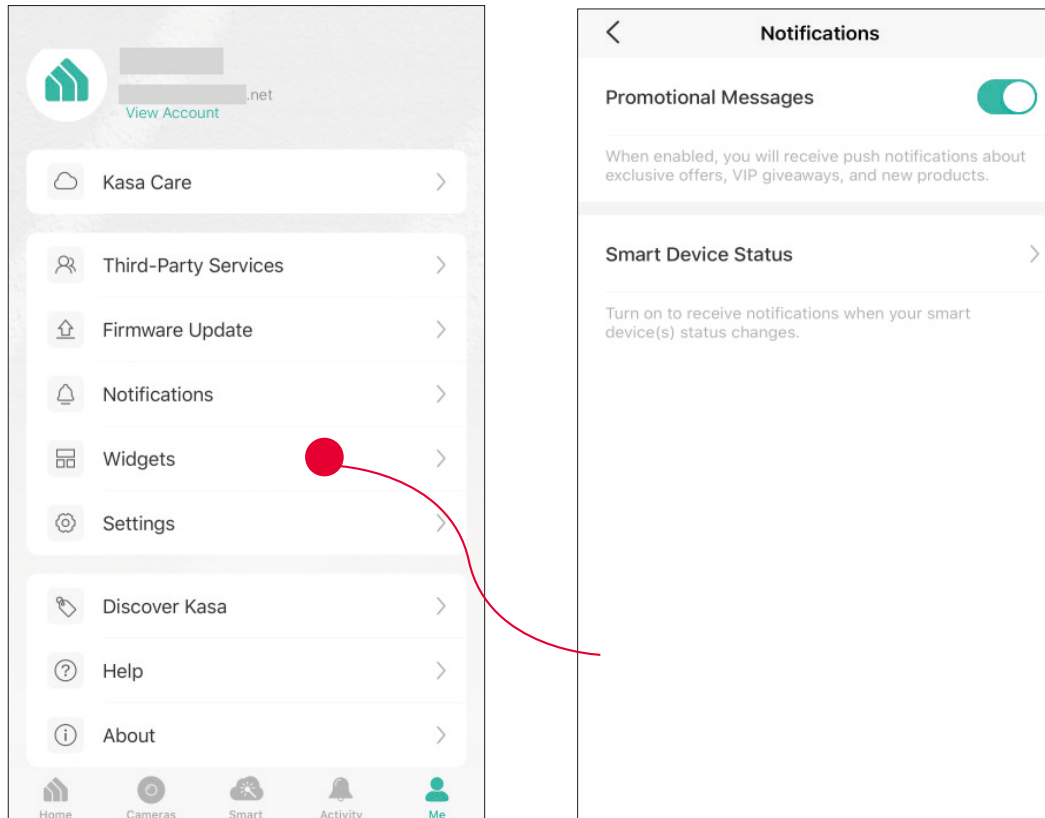 .net
View Account
Kasa Care
Third-Party Services
Firmware Update
Notifications
Widgets
Settings
Discover Kasa
Help
About
Home
Cameras
Smart
Activity
Me
Notifications
Promotional Messages
When enabled, you will receive push notifications about
exclusive offers, VIP giveaways, and new products.
Smart Device Status
Turn on to receive notifications when your smart
device(s) status changes.